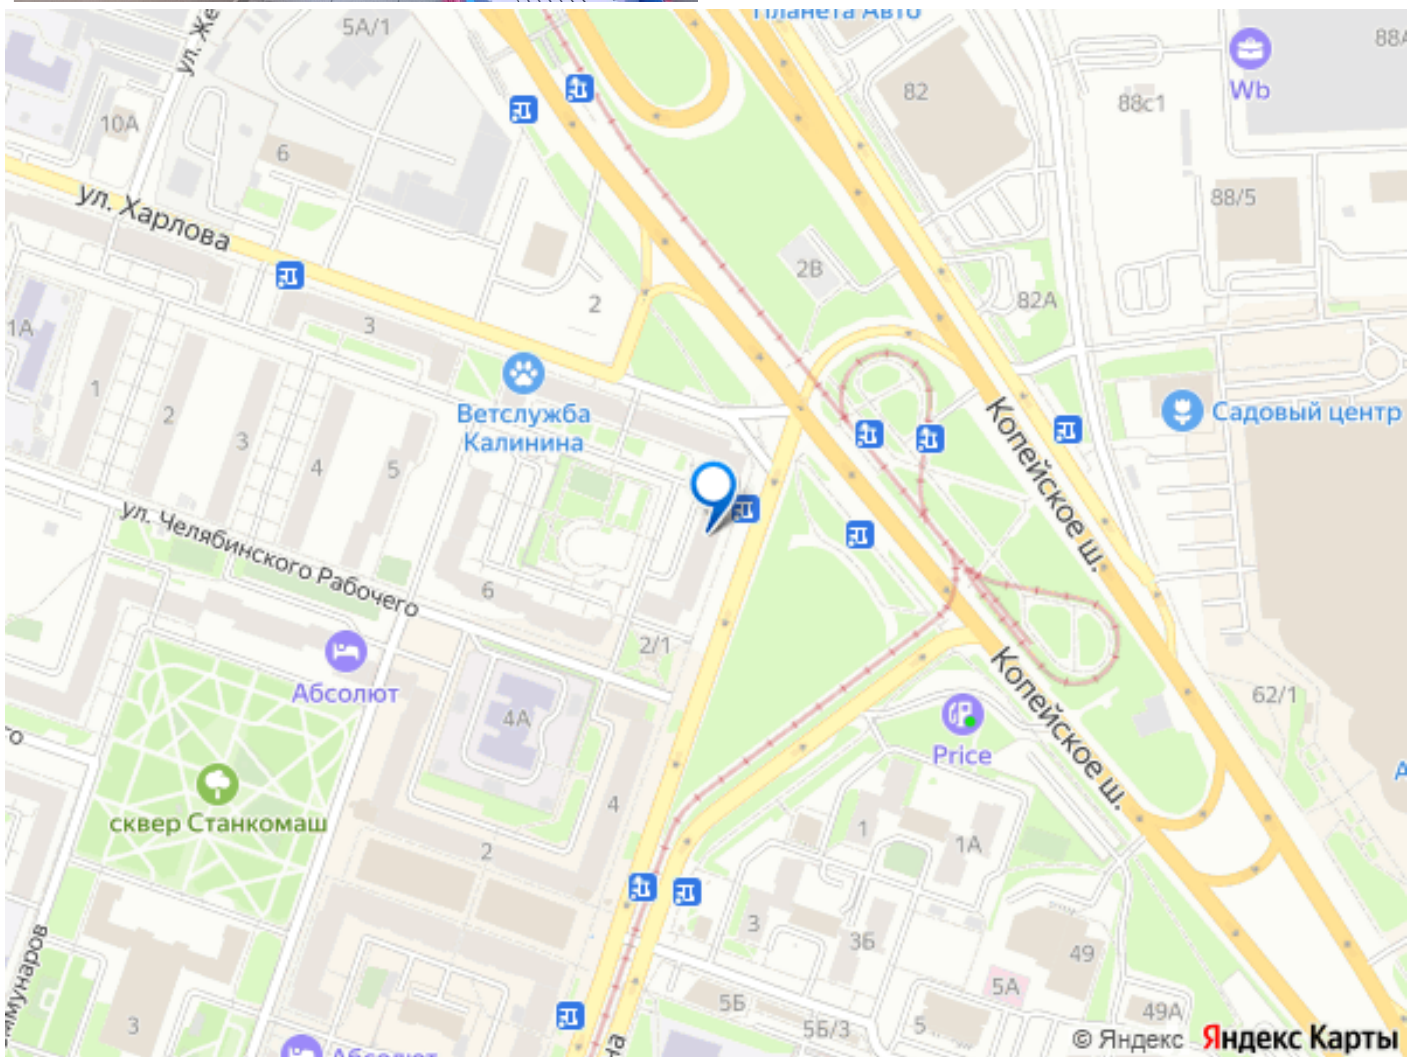 Планета Авто
5А/1
88А
82
Wb
88с1
10А
6
88/5
ул. Харлова
2В
82А
2
3
1А
Ветслужба
Калинина
Садовый центр
Копейское ш.
1
2
3
4
5
ул. Челябинского Рабочего
6
2/1
Абсолют
4А
Копейское ш.
62/1
Price
сквер Станкомаш
4
1
1А
2
3
3Б
49
5А
5Б
49А
5Б/3
5
3
Абсолют
© Яндекс Яндекс Карты